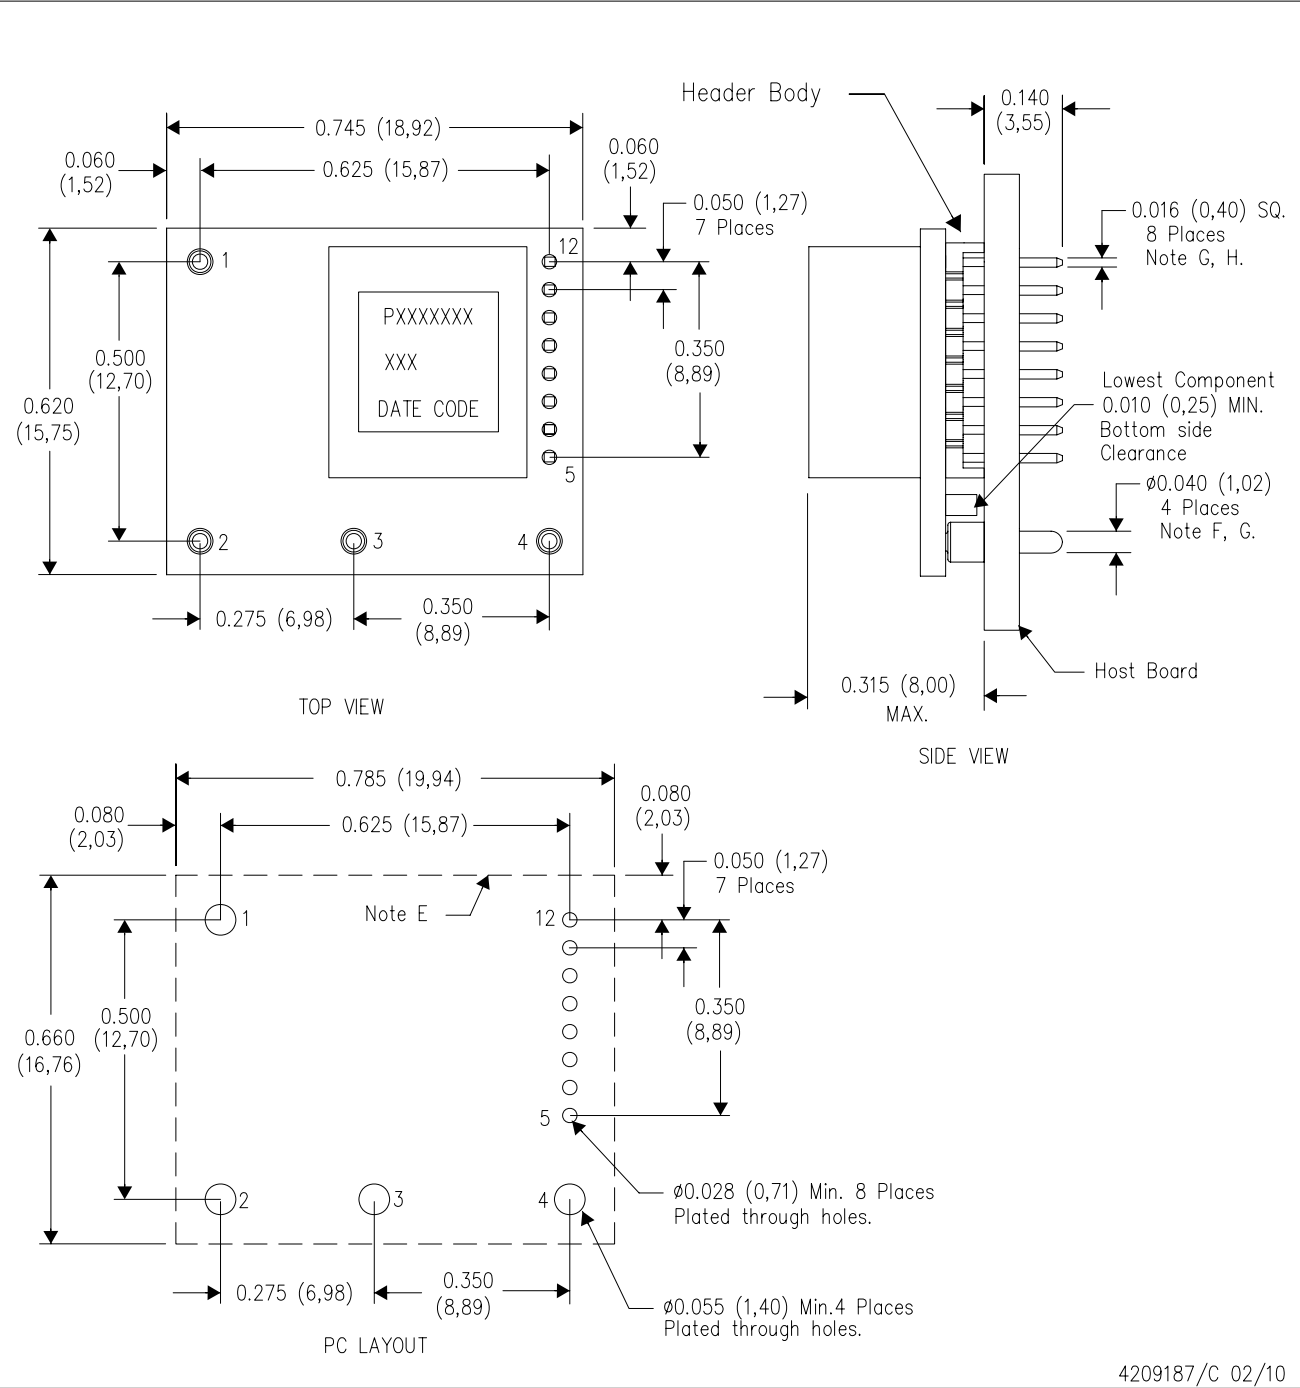 Header Body
0.140
(3,55)
0.745 (18,92)
0.060
(1,52)
0.625 (15,87)
0.060
(1,52)
0.050 (1,27)
7 Places
0.016 (0,40) SQ.
8 Places
Note G, H.
12
1
PXXXXXXX
XXX
DATE CODE
0.500
(12,70)
0.350
(8,89)
0.620
(15,75)
Lowest Component
0.010 (0,25) MIN.
Bottom side
Clearance
5
ø0.040 (1,02)
4 Places
Note F, G.
2
3
4
0.275 (6,98)
0.350
(8,89)
Host Board
0.315 (8,00)
MAX.
TOP VIEW
SIDE VIEW
0.785 (19,94)
0.080
(2,03)
0.625 (15,87)
0.080
(2,03)
0.050 (1,27)
7 Places
Note E
1
12
0.500
(12,70)
0.350
(8,89)
0.660
(16,76)
5
ø0.028 (0,71) Min. 8 Places
Plated through holes.
2
3
4
0.275 (6,98)
0.350
(8,89)
ø0.055 (1,40) Min.4 Places
Plated through holes.
PC LAYOUT
4209187/C 02/10